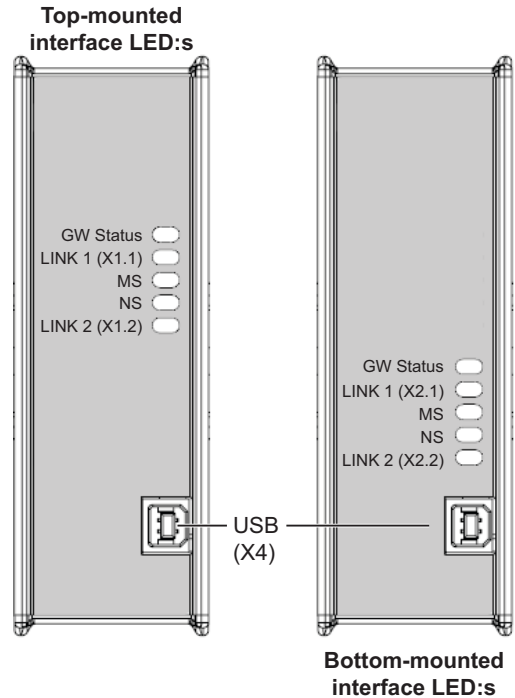 Top-mounted
interface LED:s
GW Status
LINK 1 (X1.1)
MS
NS
LINK 2 (X1.2)
GW Status
LINK 1 (X2.1)
MS
NS
LINK 2 (X2.2)
USB
(X4)
Bottom-mounted
interface LED:s